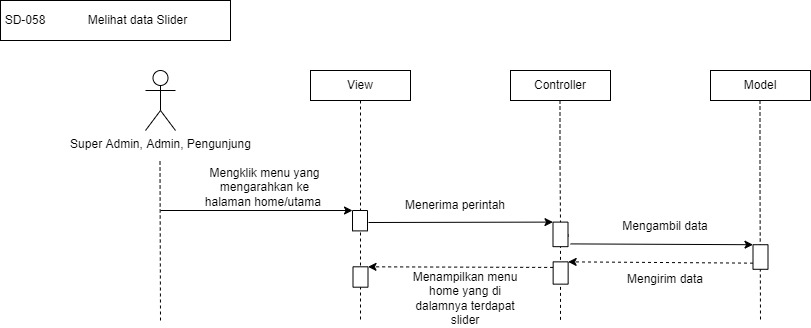 SD-058 Melihat data Slider
View
Controller
Model
Super Admin, Admin, Pengunjung
Mengklik menu yang
mengarahkan ke
halaman home/utama
Menerima perintah
Mengambil data
Mengirim data
Menampilkan menu
home yang di
dalamnya terdapat
slider